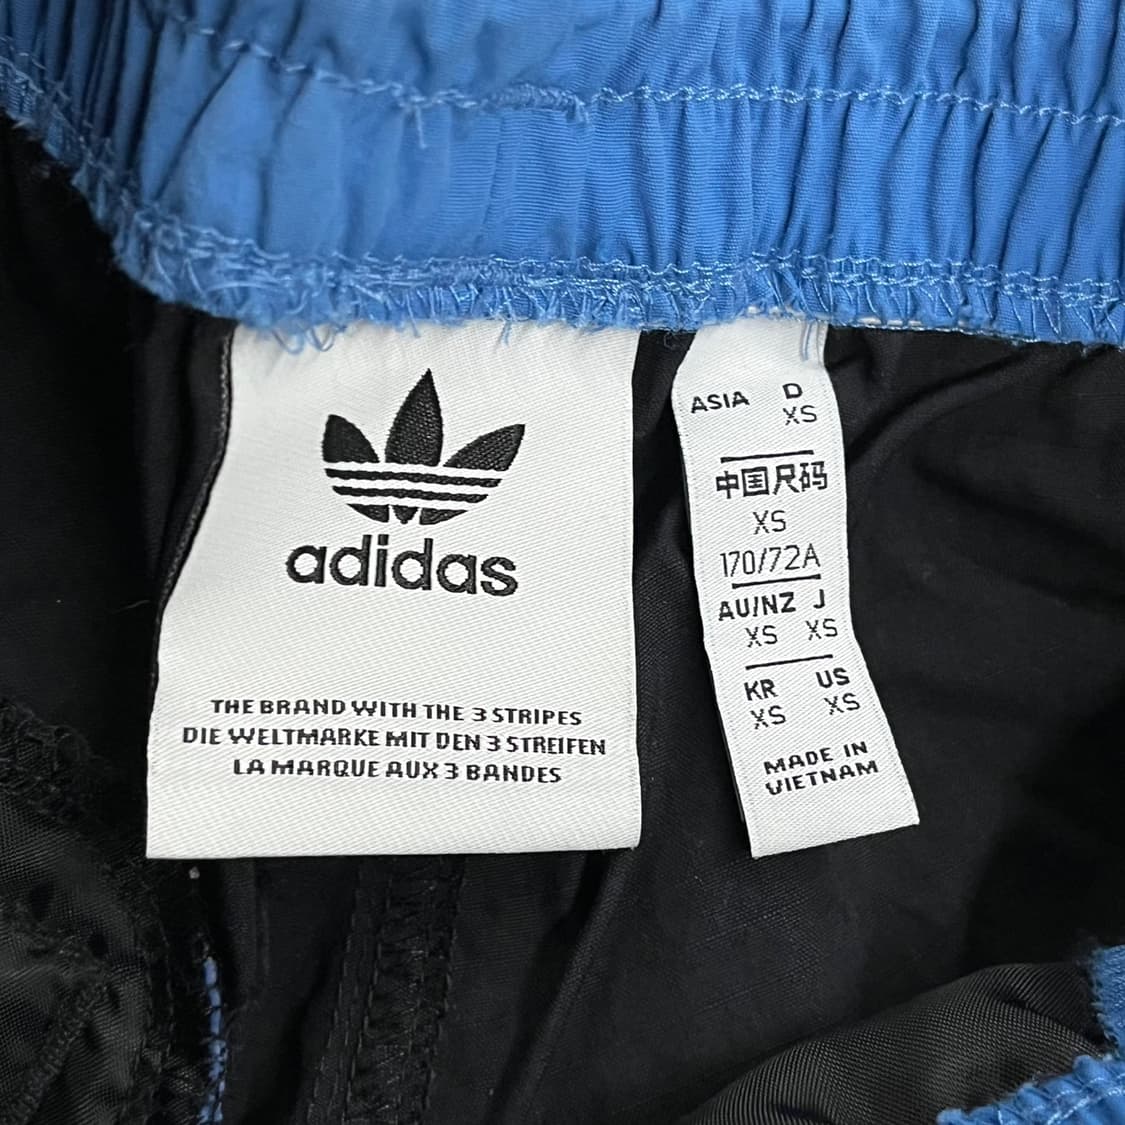 adidas
THE BRAND WITH THE 3 STRIPES
DIE WELTMARKE MIT DEN 3 STREIFEN
LA MARQUE AUX 3 BANDES
ASIA D
XS
中国尺码
XS
170/72A
AU/NZ J
XS XS
KR US
XS XS
MADE IN
VIETNAM